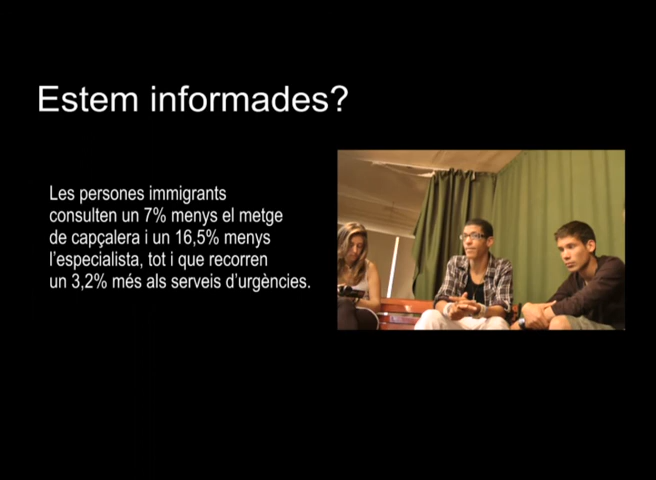 Estem informades?
Les persones immigrants
consulten un 7% menys el metge
de capçalera i un 16,5% menys
l’especialista, tot i que recorren
un 3,2% més als serveis d’urgències.